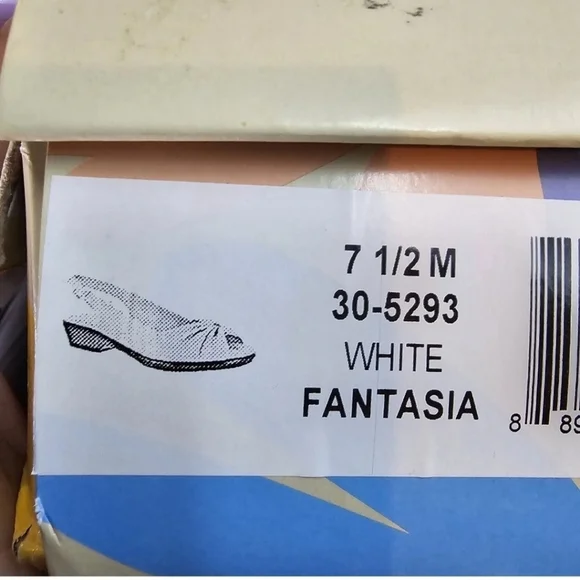 7 1/2 M
30-5293
WHITE
FANTASIA
8 89